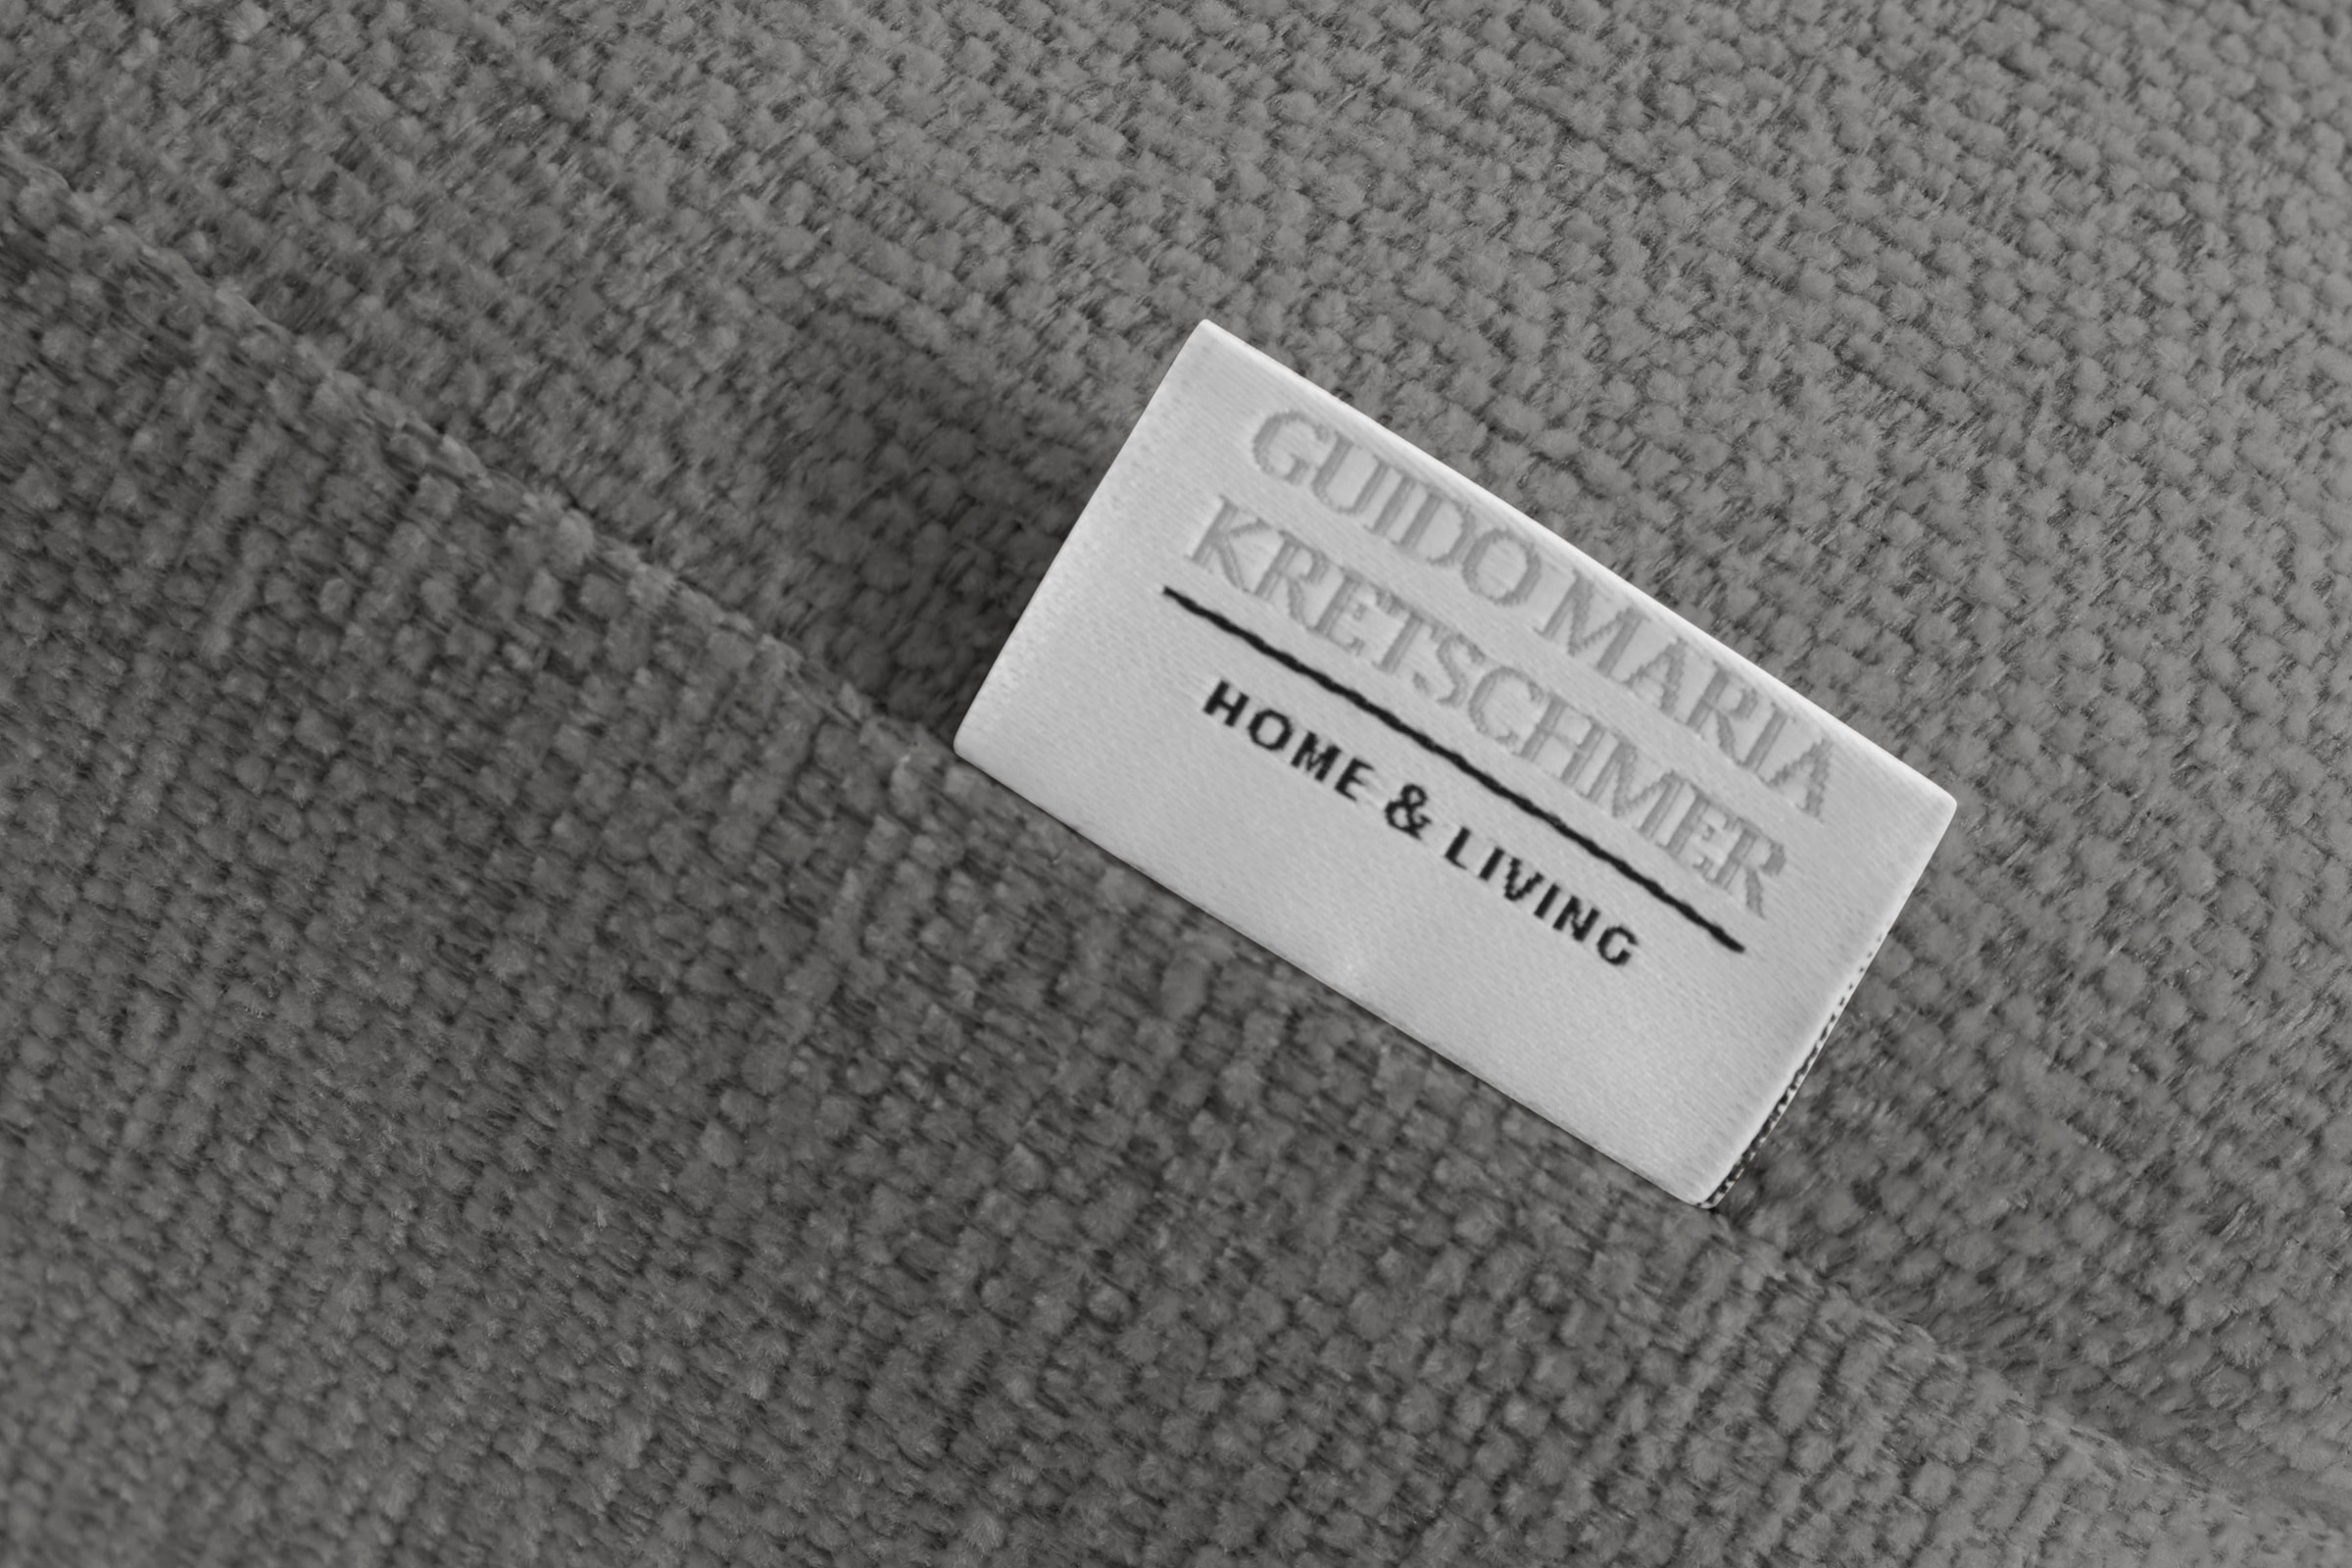 GUIDO MARIA
KRETSCHMER
HOME & LIVING